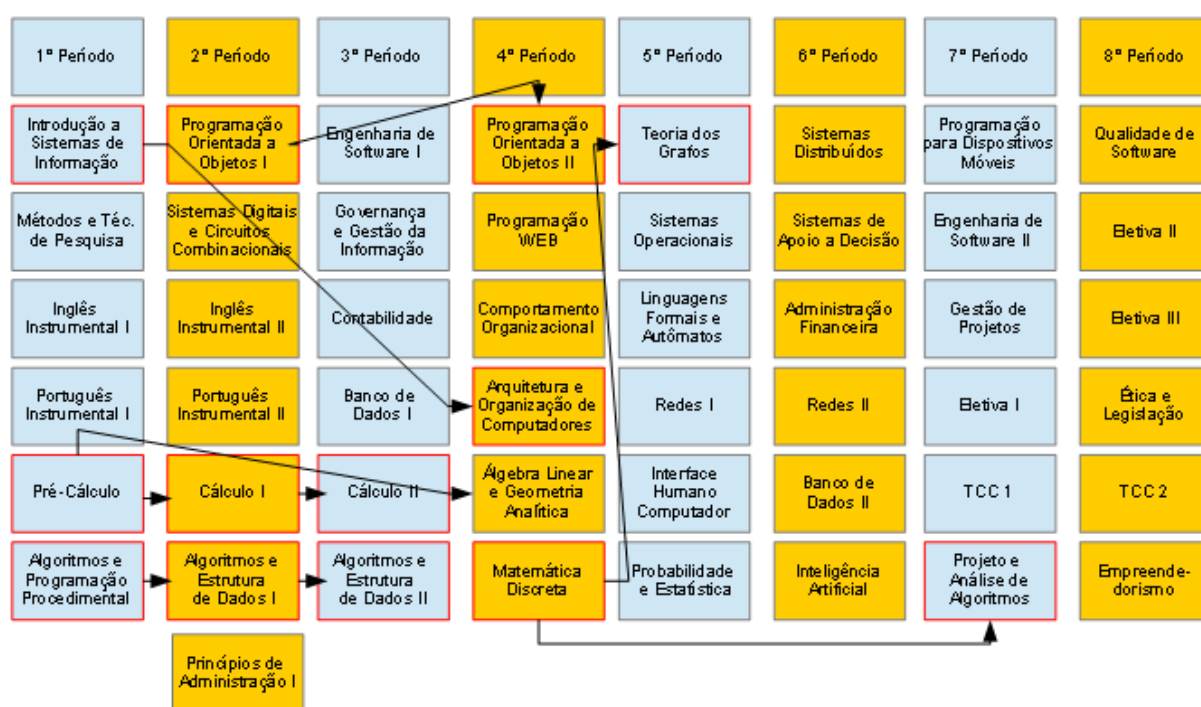 1º Período
2º Período
3º Período
4º Período
5º Período
6º Período
7º Período
8º Período
Introdução a
Sistemas de
Informação
Programação
Orientada a
Objetos I
Engenharia de
Software I
Programação
Orientada a
Objetos II
Teoria dos
Grafos
Sistemas
Distribuídos
Programação
para Dispositivos
Móveis
Qualidade de
Software
Métodos e Téc.
de Pesquisa
Sistemas Digitais
e Circuitos
Combinacionais
Governança
e Gestão da
Informação
Programação
WEB
Sistemas
Operacionais
Sistemas de
Apoio a Decisão
Engenharia de
Software II
Eletiva II
Inglês
Instrumental I
Inglês
Instrumental II
Contabilidade
Comportamento
Organizacional
Linguagens
Formais e
Autômatos
Administração
Financeira
Gestão de
Projetos
Eletiva III
Português
Instrumental I
Português
Instrumental II
Banco de
Dados I
Arquitetura e
Organização de
Computadores
Redes I
Redes II
Eletiva I
Ética e
Legislação
Pré-Cálculo
Cálculo I
Cálculo II
Álgebra Linear
e Geometria
Analítica
Interface
Humano
Computador
Banco de
Dados II
TCC 1
TCC 2
Algoritmos e
Programação
Procedimental
Algoritmos e
Estrutura
de Dados I
Algoritmos e
Estrutura
de Dados II
Matemática
Discreta
Probabilidade
e Estatística
Inteligência
Artificial
Projeto e
Análise de
Algoritmos
Empreende-
dorismo
Princípios de
Administração I